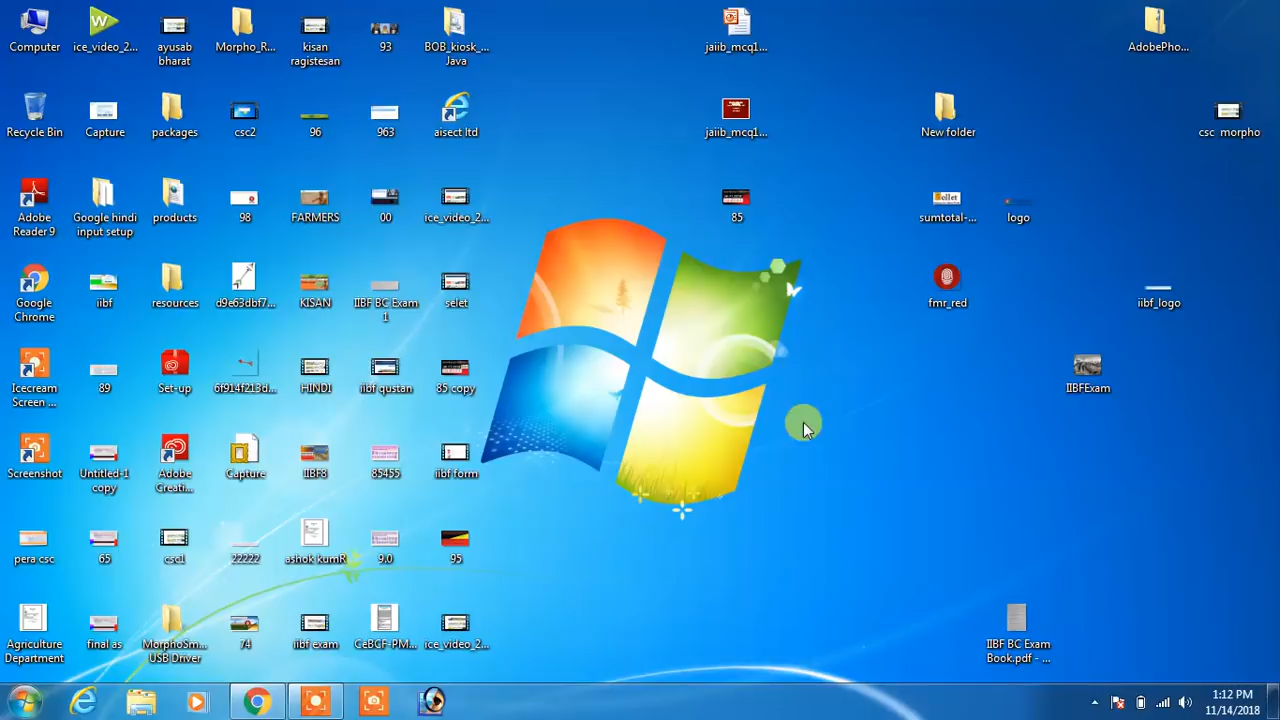 Computer
ice_video_2...
ayusab
bharat
Morpho_R...
kisan
ragistesan
93
BOB_kiosk_...
Java
jaiib_mcq1...
AdobePho...
Recycle Bin
Capture
packages
csc2
96
963
aisect ltd
jaiib_mcq1...
New folder
csc morpho
Adobe
Reader 9
Google hindi
input setup
products
98
FARMERS
00
ice_video_2...
85
sumtotal-...
logo
Google
Chrome
iibf
resources
d9e63dbf7...
KISAN
IIBF BC Exam
1
selet
fmr_red
iibf_logo
Icecream
Screen ...
89
Set-up
6f914f213d...
HINDI
iibf qustan
85 copy
IIBFExam
Screenshot
Untitled-1
copy
Adobe
Creati...
Capture
IIBF8
85455
iibf form
pera csc
65
csc1
22222
ashok kumR
9.0
95
Agriculture
Department
final as
MorphoSm...
USB Driver
74
iibf exam
CeBCF-PM...
ice_video_2...
IIBF BC Exam
Book.pdf - ...
1:12 PM
11/14/2018